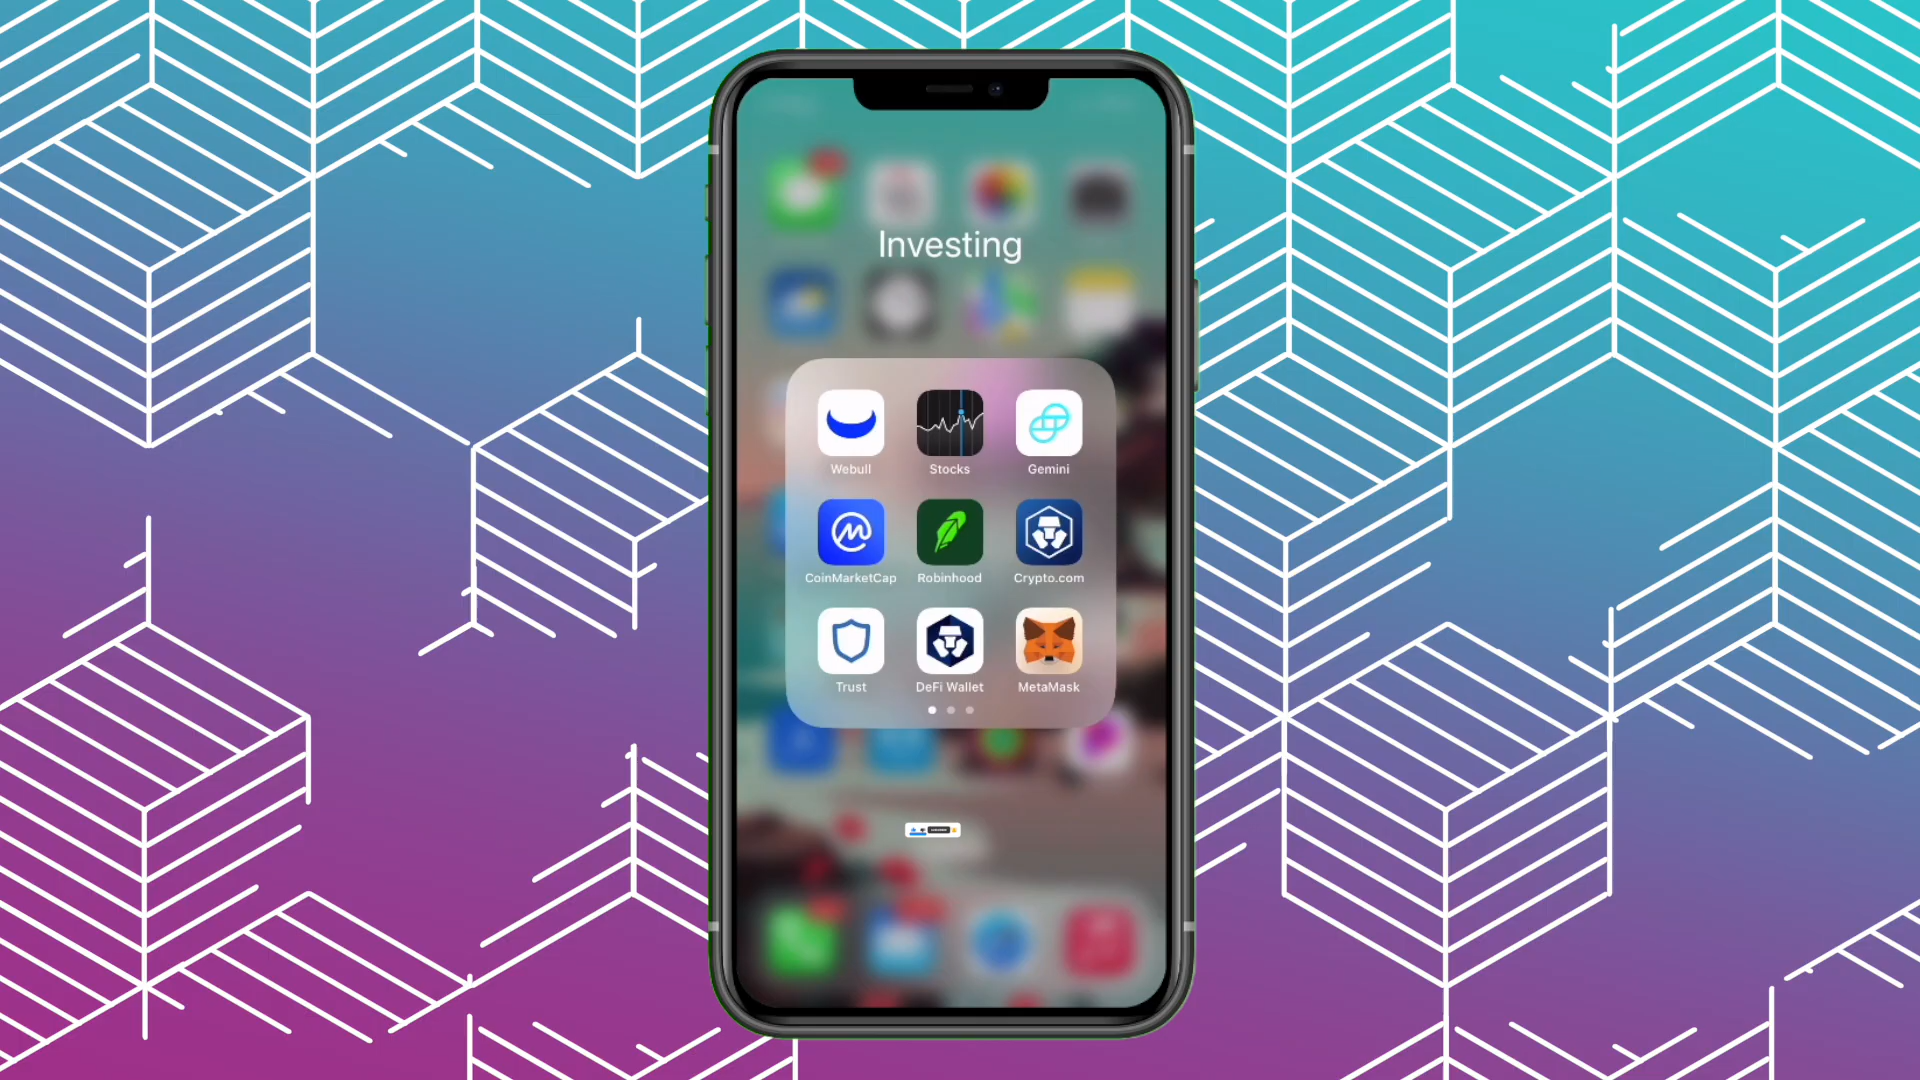 Investing
Webull Stocks Gemini
CoinMarketCap Robinhood Crypto.com
Trust DeFi Wallet MetaMask